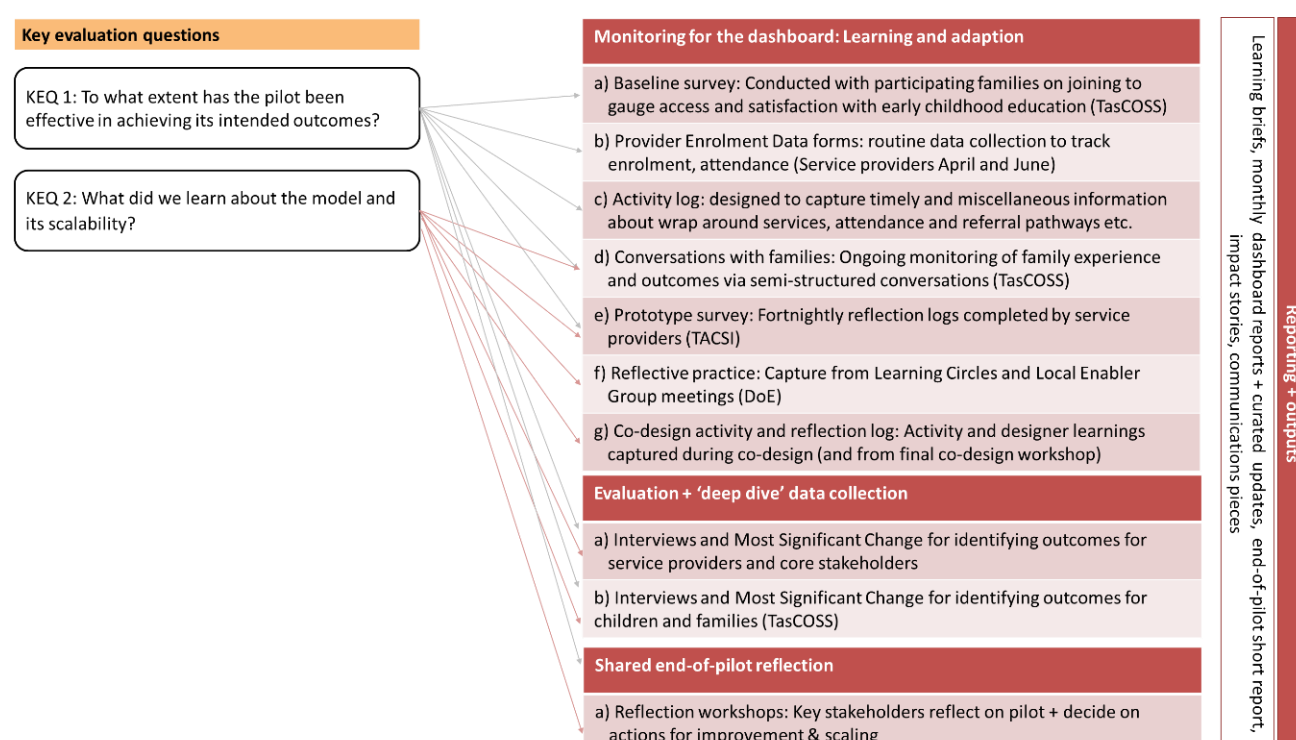 Key evaluation questions
KEQ 1: To what extent has the pilot been
effective in achieving its intended outcomes?
KEQ 2: What did we learn about the model and
its scalability?
Monitoring for the dashboard: Learning and adaption
a) Baseline survey: Conducted with participating families on joining to
gauge access and satisfaction with early childhood education (TasCOSS)
b) Provider Enrolment Data forms: routine data collection to track
enrolment, attendance (Service providers April and June)
c) Activity log: designed to capture timely and miscellaneous information
about wrap around services, attendance and referral pathways etc.
d) Conversations with families: Ongoing monitoring of family experience
and outcomes via semi-structured conversations (TasCOSS)
e) Prototype survey: Fortnightly reflection logs completed by service
providers (TACSI)
f) Reflective practice: Capture from Learning Circles and Local Enabler
Group meetings (DoE)
g) Co-design activity and reflection log: Activity and designer learnings
captured during co-design (and from final co-design workshop)
Evaluation + ‘deep dive’ data collection
a) Interviews and Most Significant Change for identifying outcomes for
service providers and core stakeholders
b) Interviews and Most Significant Change for identifying outcomes for
children and families (TasCOSS)
Shared end-of-pilot reflection
a) Reflection workshops: Key stakeholders reflect on pilot + decide on
actions for improvement & scaling
Learning briefs, monthly dashboard reports + curated updates, end-of-pilot short report,
impact stories, communications pieces
Reporting + outputs